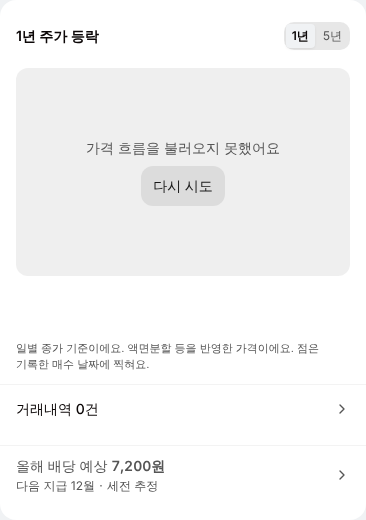 1년 주가 등락
1년 5년
가격 흐름을 불러오지 못했어요
다시 시도
일별 종가 기준이에요. 액면분할 등을 반영한 가격이에요. 점은
기록한 매수 날짜에 찍혀요.
거래내역 0건
올해 배당 예상 7,200원
다음 지급 12월 · 세전 추정